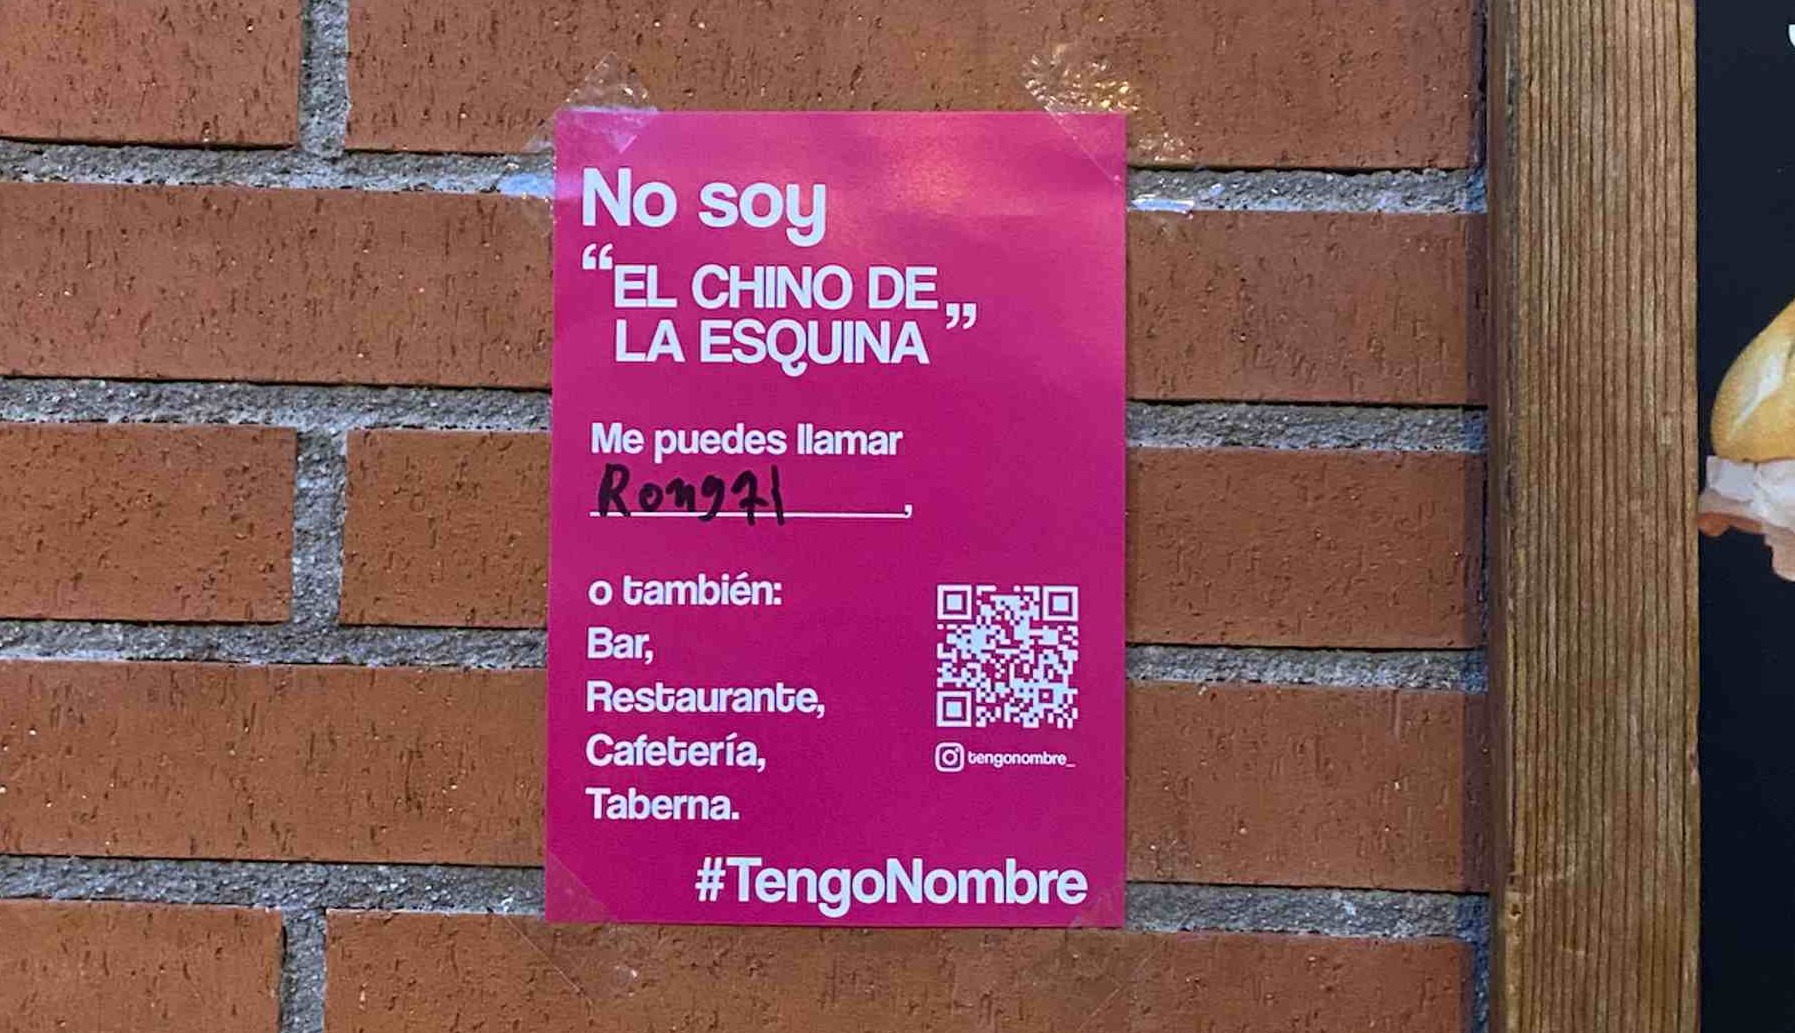 No soy
“EL CHINO DE
LA ESQUINA”
Me puedes llamar
Rong71,
o también:
Bar,
Restaurante,
Cafetería,
Taberna.
tengonombre_
#TengoNombre